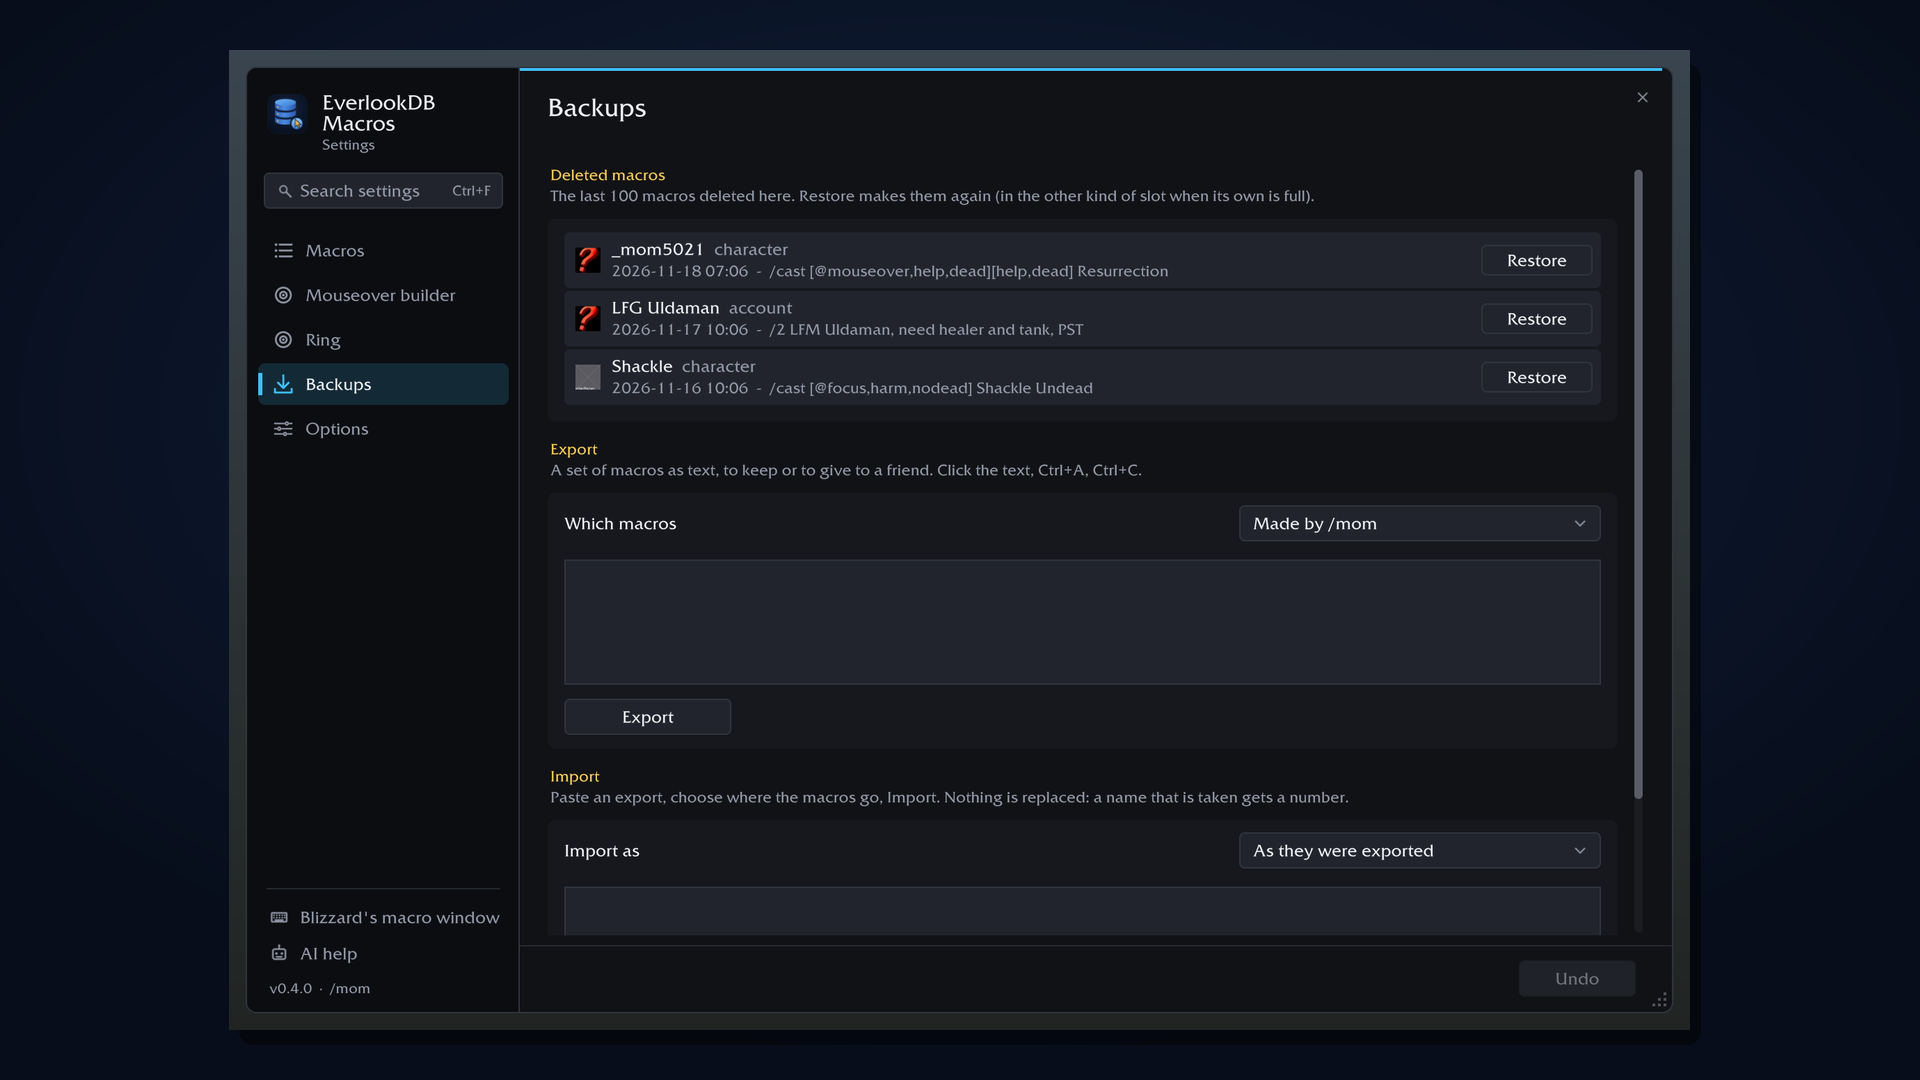 EverlookDB
Macros
Settings
Search settings Ctrl+F
Macros
Mouseover builder
Ring
Backups
Options
Blizzard's macro window
AI help
v0.4.0 · /mom
Backups
Deleted macros
The last 100 macros deleted here. Restore makes them again (in the other kind of slot when its own is full).
_mom5021 character
2026-11-18 07:06 - /cast [@mouseover,help,dead][help,dead] Resurrection
Restore
LFG Uldaman account
2026-11-17 10:06 - /2 LFM Uldaman, need healer and tank, PST
Restore
Shackle character
2026-11-16 10:06 - /cast [@focus,harm,nodead] Shackle Undead
Restore
Export
A set of macros as text, to keep or to give to a friend. Click the text, Ctrl+A, Ctrl+C.
Which macros
Made by /mom
Export
Import
Paste an export, choose where the macros go, Import. Nothing is replaced: a name that is taken gets a number.
Import as
As they were exported
Undo